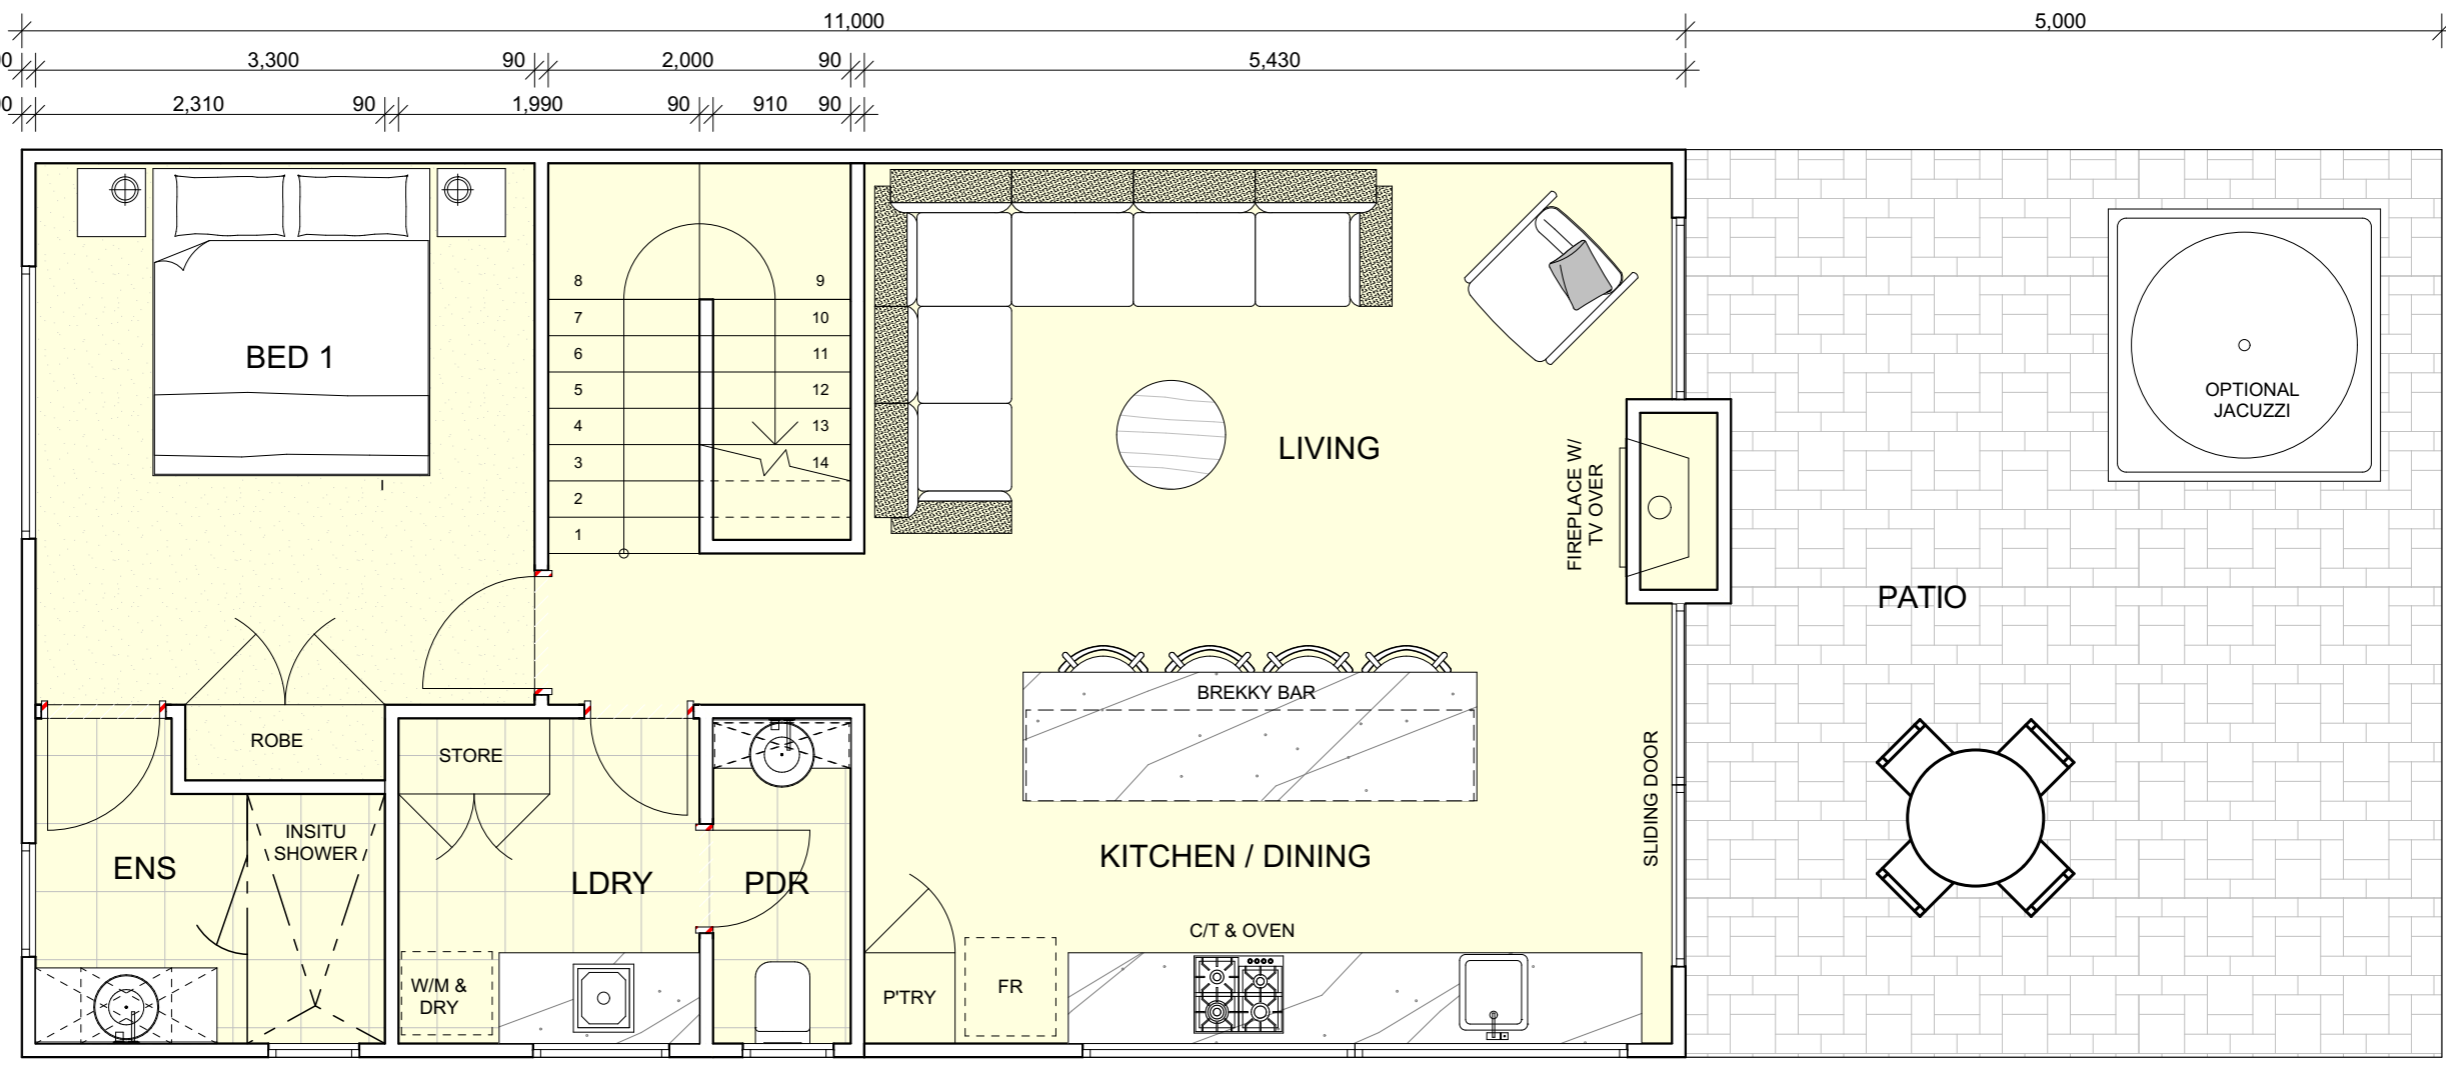 11,000
5,000
3,300
90
2,000
90
5,430
2,310
90
1,990
90
910
90
BED 1
8
7
6
5
4
3
2
1
9
10
11
12
13
14
LIVING
FIREPLACE W/
TV OVER
OPTIONAL
JACUZZI
PATIO
BREKKY BAR
ROBE
STORE
INSITU
SHOWER
ENS
LDRY
PDR
KITCHEN / DINING
SLIDING DOOR
C/T & OVEN
W/M &
DRY
P'TRY
FR